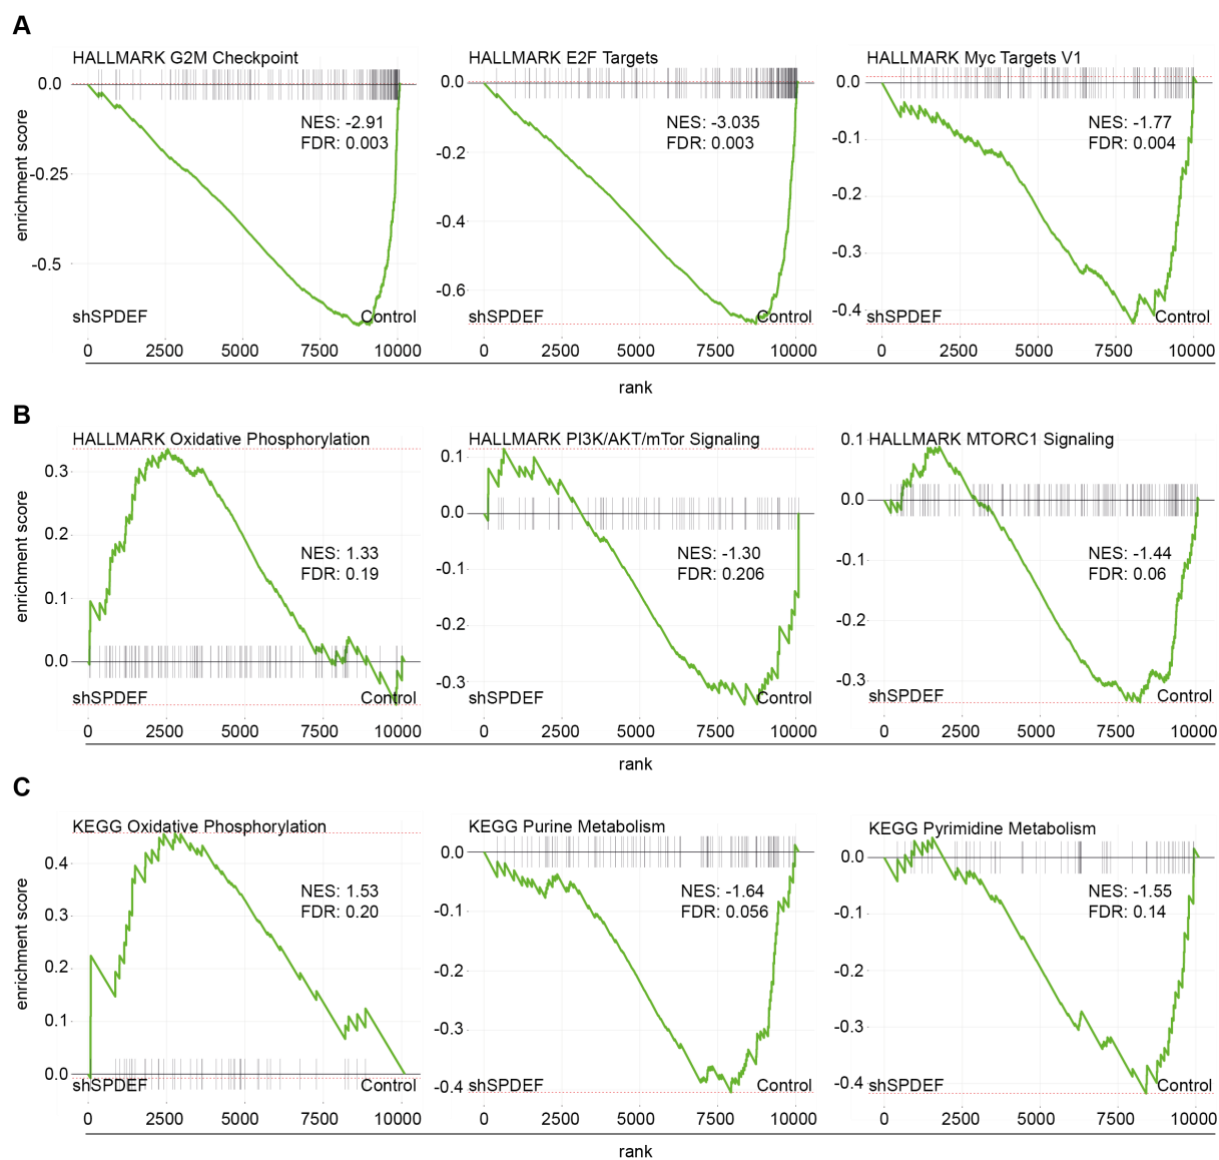 A
HALLMARK G2M Checkpoint
HALLMARK E2F Targets
HALLMARK Myc Targets V1
enrichment score
0.0
-0.25
-0.5
NES: -2.91
FDR: 0.003
shSPDEF
Control
0 2500 5000 7500 10000
0.0
-0.2
-0.4
-0.6
NES: -3.035
FDR: 0.003
shSPDEF
Control
0 2500 5000 7500 10000
0.0
-0.1
-0.2
-0.3
-0.4
NES: -1.77
FDR: 0.004
shSPDEF
Control
0 2500 5000 7500 10000
rank
B
HALLMARK Oxidative Phosphorylation
HALLMARK PI3K/AKT/mTor Signaling
HALLMARK MTORC1 Signaling
enrichment score
0.3
0.2
0.1
0.0
NES: 1.33
FDR: 0.19
shSPDEF
Control
0 2500 5000 7500 10000
0.1
0.0
-0.1
-0.2
-0.3
NES: -1.30
FDR: 0.206
shSPDEF
Control
0 2500 5000 7500 10000
0.1
0.0
-0.1
-0.2
-0.3
NES: -1.44
FDR: 0.06
shSPDEF
Control
0 2500 5000 7500 10000
rank
C
KEGG Oxidative Phosphorylation
KEGG Purine Metabolism
KEGG Pyrimidine Metabolism
enrichment score
0.4
0.3
0.2
0.1
0.0
NES: 1.53
FDR: 0.20
shSPDEF
Control
0 2500 5000 7500 10000
0.0
-0.1
-0.2
-0.3
-0.4
NES: -1.64
FDR: 0.056
shSPDEF
Control
0 2500 5000 7500 10000
0.0
-0.1
-0.2
-0.3
-0.4
NES: -1.55
FDR: 0.14
shSPDEF
Control
0 2500 5000 7500 10000
rank